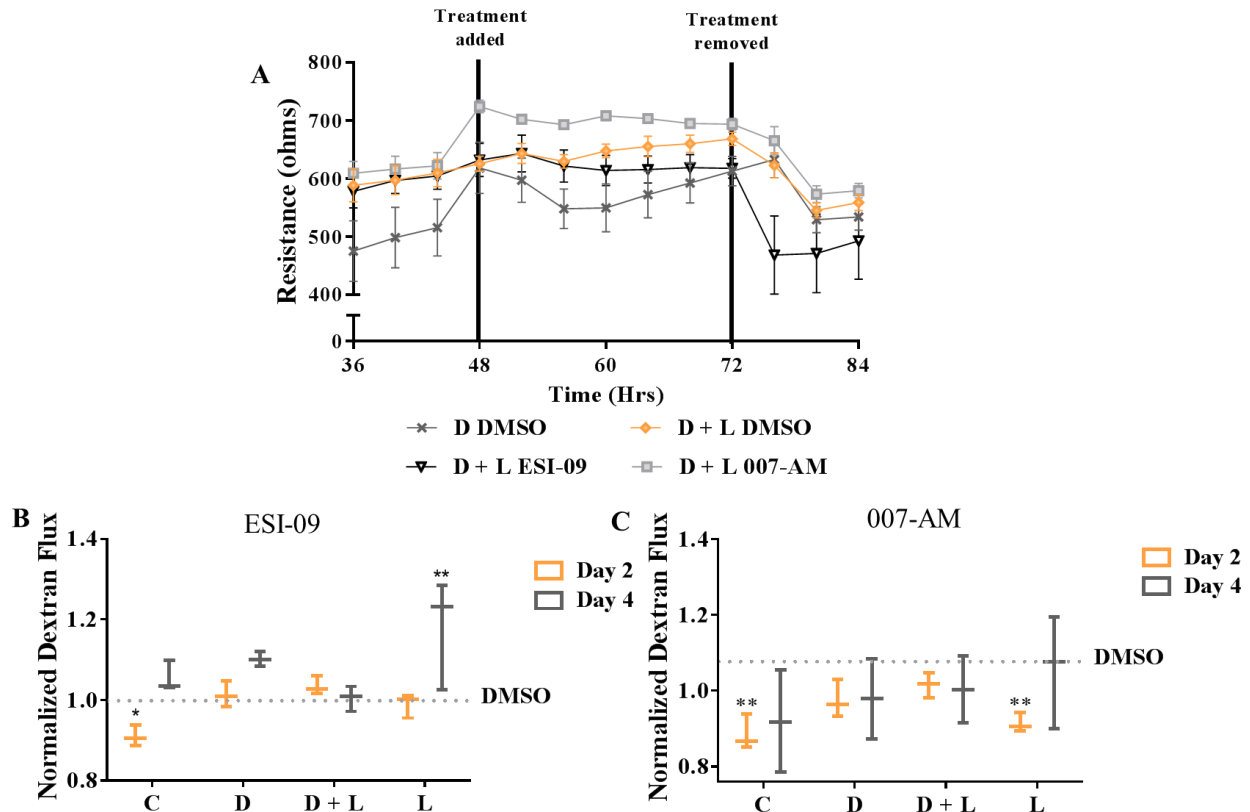 Treatment
added
Treatment
removed
A
Resistance (ohms)
800
700
600
500
400
0
36
48
60
72
84
Time (Hrs)
D DMSO
D + L DMSO
D + L ESI-09
D + L 007-AM
B
ESI-09
Normalized Dextran Flux
1.4
1.2
1.0
0.8
*
**
DMSO
Day 2
Day 4
C
D
D + L
L
C
007-AM
Normalized Dextran Flux
1.4
1.2
1.0
0.8
**
**
DMSO
Day 2
Day 4
C
D
D + L
L